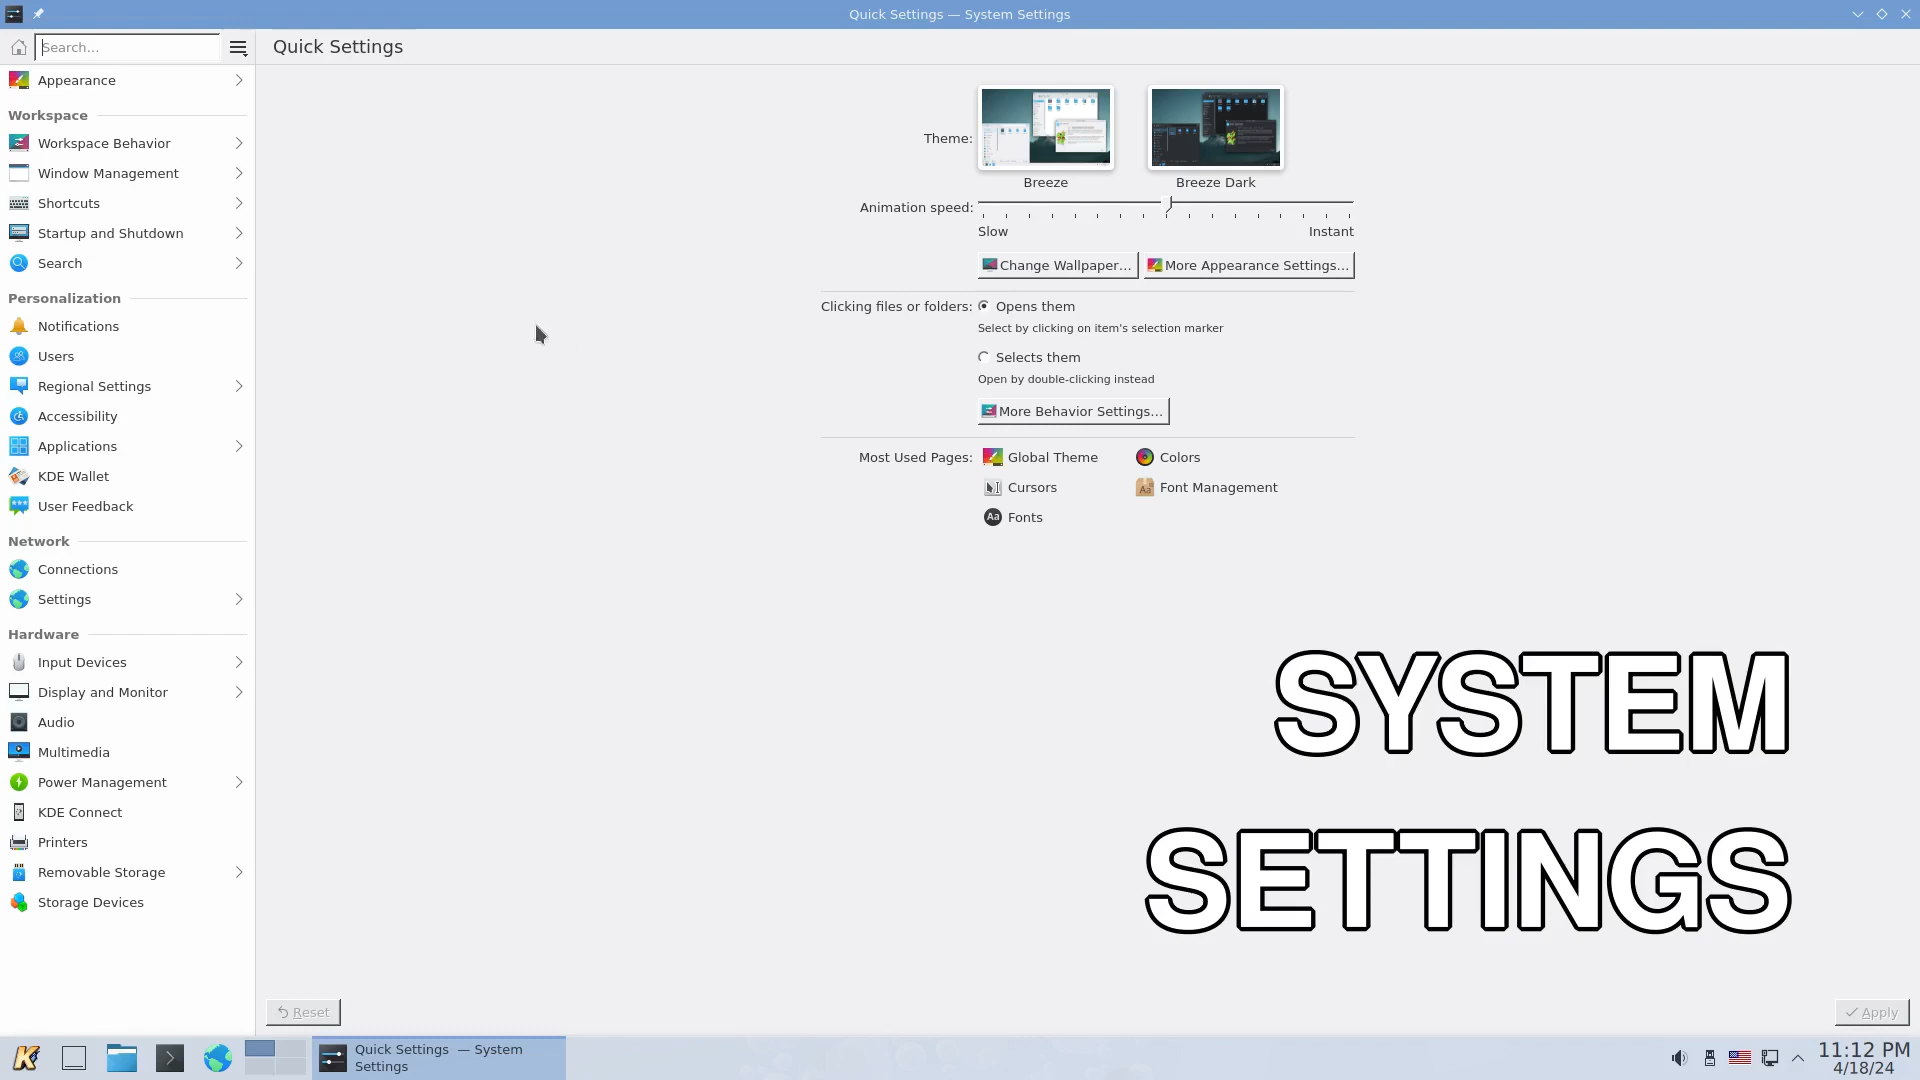 Quick Settings — System Settings
Search...
Quick Settings
Appearance
Workspace
Workspace Behavior
Window Management
Shortcuts
Startup and Shutdown
Search
Personalization
Notifications
Users
Regional Settings
Accessibility
Applications
KDE Wallet
User Feedback
Network
Connections
Settings
Hardware
Input Devices
Display and Monitor
Audio
Multimedia
Power Management
KDE Connect
Printers
Removable Storage
Storage Devices
Theme:
Breeze
Breeze Dark
Animation speed:
Slow
Instant
Change Wallpaper...
More Appearance Settings...
Clicking files or folders:
Opens them
Select by clicking on item's selection marker
Selects them
Open by double-clicking instead
More Behavior Settings...
Most Used Pages:
Global Theme
Colors
Cursors
Font Management
Fonts
SYSTEM
SETTINGS
Reset
Apply
Quick Settings — System
Settings
11:12 PM
4/18/24